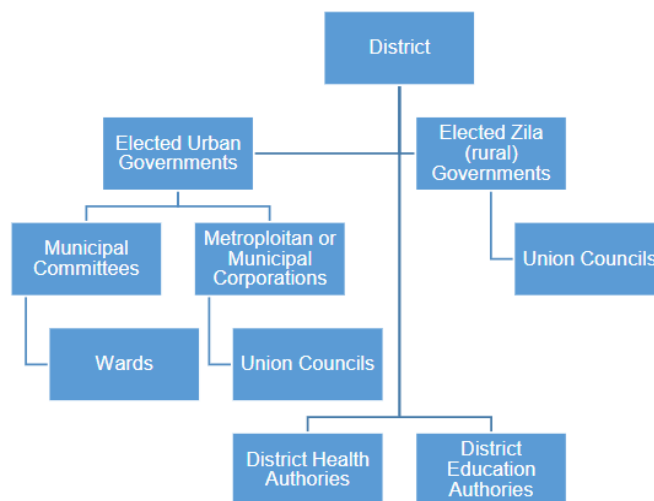 District
Elected Urban
Governments
Elected Zila
(rural)
Governments
Municipal
Committees
Metroploitan or
Municipal
Corporations
Union Councils
Wards
Union Councils
District Health
Authories
District
Education
Authories